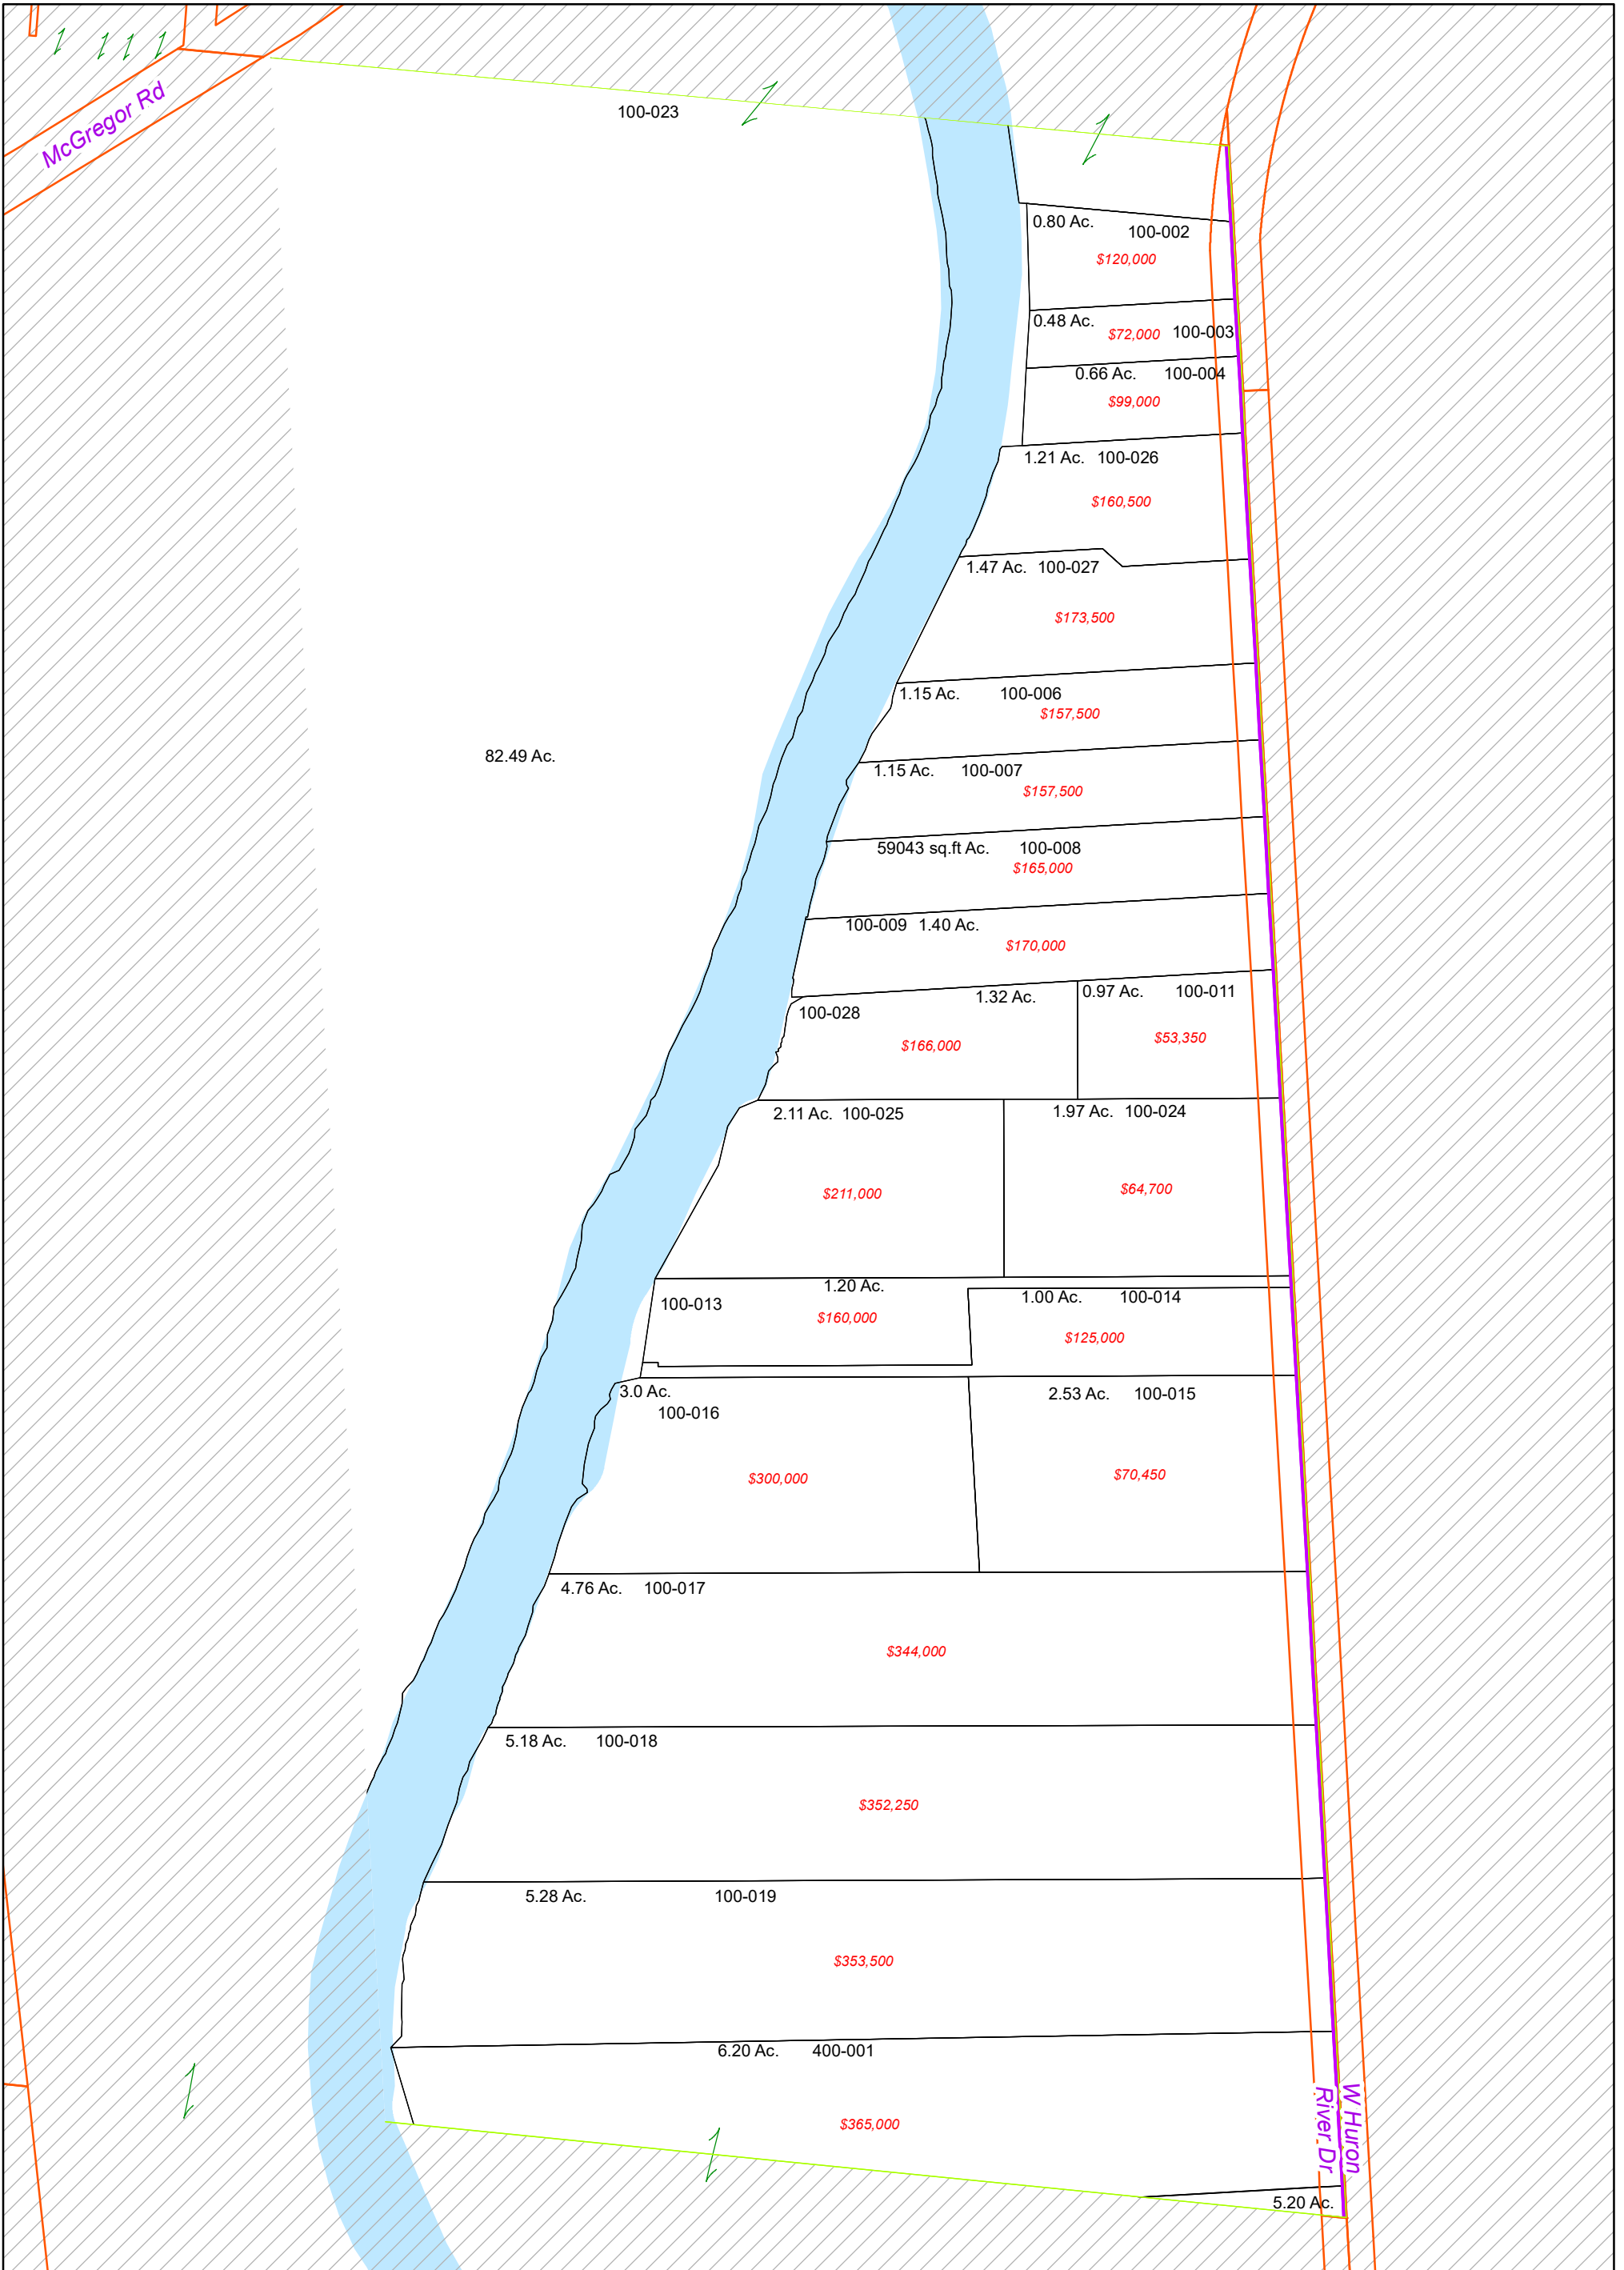 McGregor Rd
100-023
0.80 Ac.
100-002
$120,000
0.48 Ac.
$72,000
100-003
0.66 Ac.
100-004
$99,000
1.21 Ac.
100-026
$160,500
1.47 Ac.
100-027
$173,500
1.15 Ac.
100-006
$157,500
82.49 Ac.
1.15 Ac.
100-007
$157,500
59043 sq.ft Ac.
100-008
$165,000
100-009
1.40 Ac.
$170,000
1.32 Ac.
0.97 Ac.
100-011
100-028
$166,000
$53,350
2.11 Ac.
100-025
1.97 Ac.
100-024
$211,000
$64,700
1.20 Ac.
100-013
$160,000
1.00 Ac.
100-014
$125,000
3.0 Ac.
100-016
2.53 Ac.
100-015
$300,000
$70,450
4.76 Ac.
100-017
$344,000
5.18 Ac.
100-018
$352,250
5.28 Ac.
100-019
$353,500
6.20 Ac.
400-001
$365,000
W Huron
River Dr
5.20 Ac.